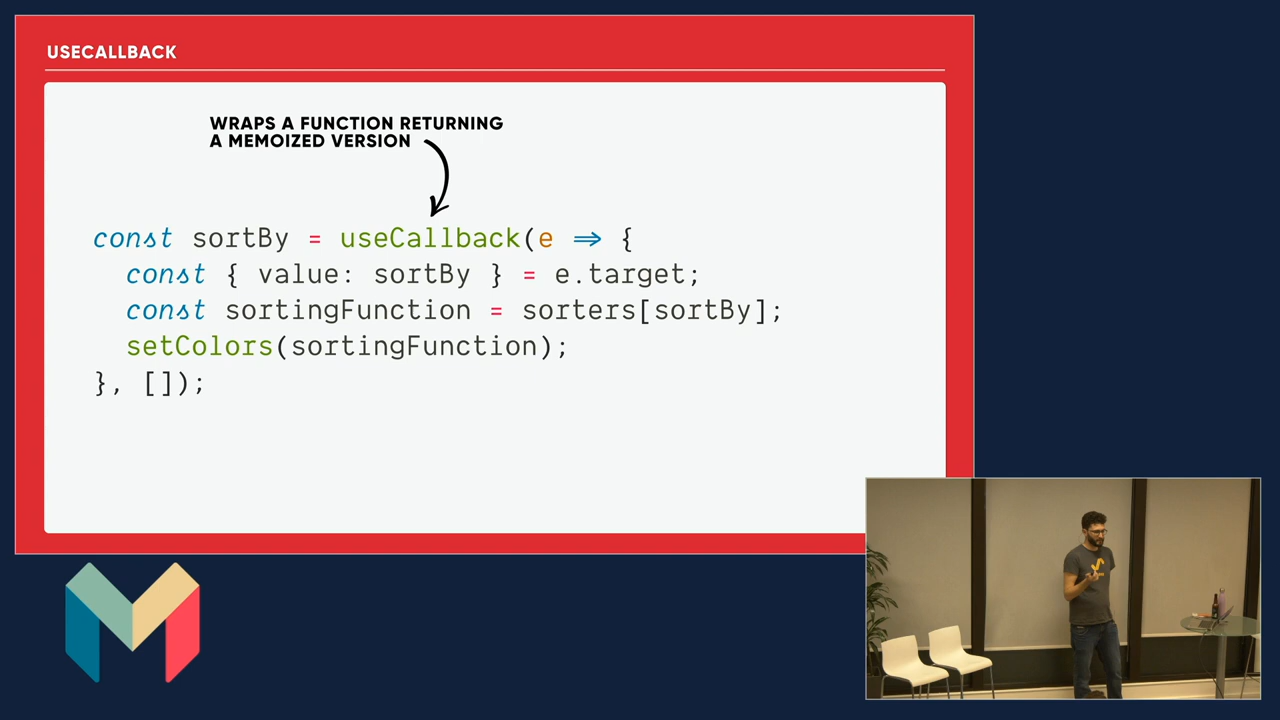 USECALLBACK
WRAPS A FUNCTION RETURNING
A MEMOIZED VERSION
const sortBy = useCallback(e => {
  const { value: sortBy } = e.target;
  const sortingFunction = sorters[sortBy];
  setColors(sortingFunction);
}, []);